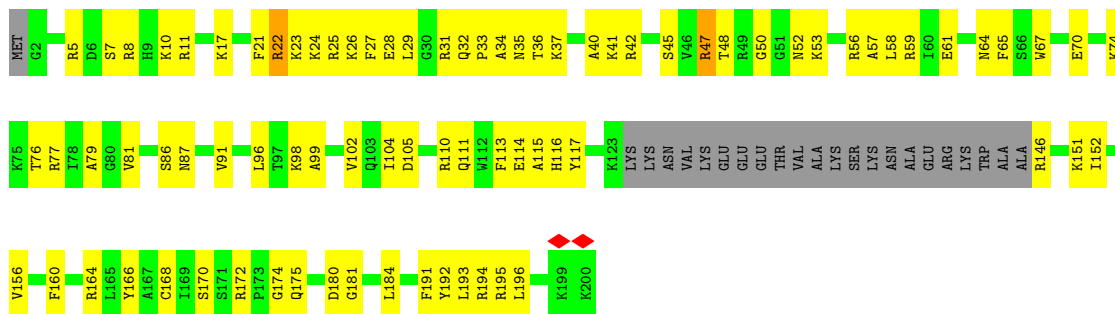 MET G2 R5 D6 S7 R8 H9 K10 R11 K17 F21 R22 K23 K24 R25 K26 F27 E28 L29 G30 R31 Q32 P33 A34 N35 T36 K37 A40 K41 R42 S45 V46 R47 T48 R49 G50 G51 N52 K53 R56 A57 L58 R59 I60 E61 N64 F65 S66 W67 E70
K75 T76 R77 I78 A79 G80 V81 S86 N87 V91 L96 T97 K98 A99 V102 Q103 I104 D105 R110 Q111 W112 F113 E114 A115 H116 Y117 K123 LYS LYS ASN VAL LYS GLU GLU GLU THR VAL ALA LYS SER LYS ASN ALA GLU ARG LYS TRP ALA ALA R146 K151 I152
V156 F160 R164 L165 Y166 A167 C168 I169 S170 S171 R172 P173 G174 Q175 D180 G181 L184 F191 Y192 L193 R194 R195 L196 K199 K200